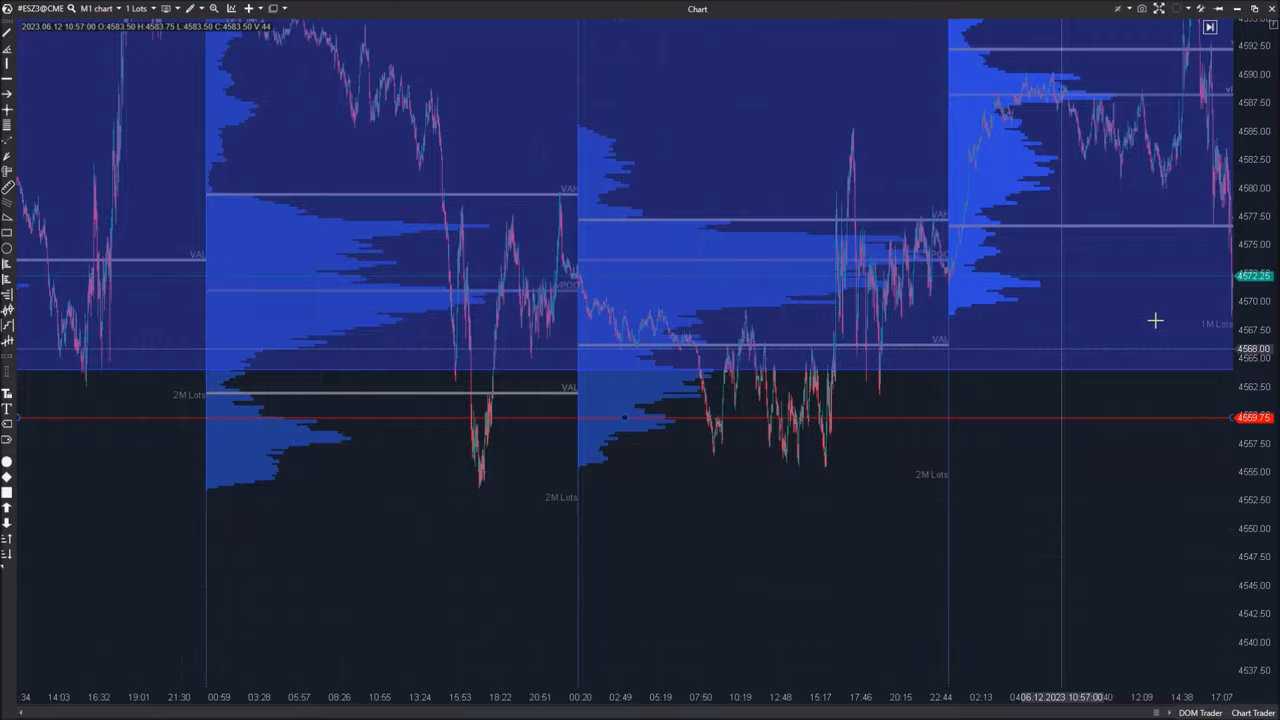 #ESZ3@CME M1 chart 1 Lots Chart
2023.06.12 10:57:00 O:4583.50 H:4583.75 L:4583.50 C:4583.50 V:44
4592.50
4590.00
4587.50
4585.00
4582.50
4580.00
VAH
VAH
4577.50
4575.00
VAL
VPOC
4572.25
4570.00
1M Lots
4567.50
VAL
4568.00
4565.00
VAL
4562.50
2M Lots
4559.75
4557.50
4555.00
2M Lots
2M Lots
4552.50
4550.00
4547.50
4545.00
4542.50
4540.00
4537.50
:34 14:03 16:32 19:01 21:30 00:59 03:28 05:57 08:26 10:55 13:24 15:53 18:22 20:51 00:20 02:49 05:19 07:50 10:19 12:48 15:17 17:46 20:15 22:44 02:13 06.12.2023 10:57:00 12:09 14:38 17:07
DOM Trader Chart Trader